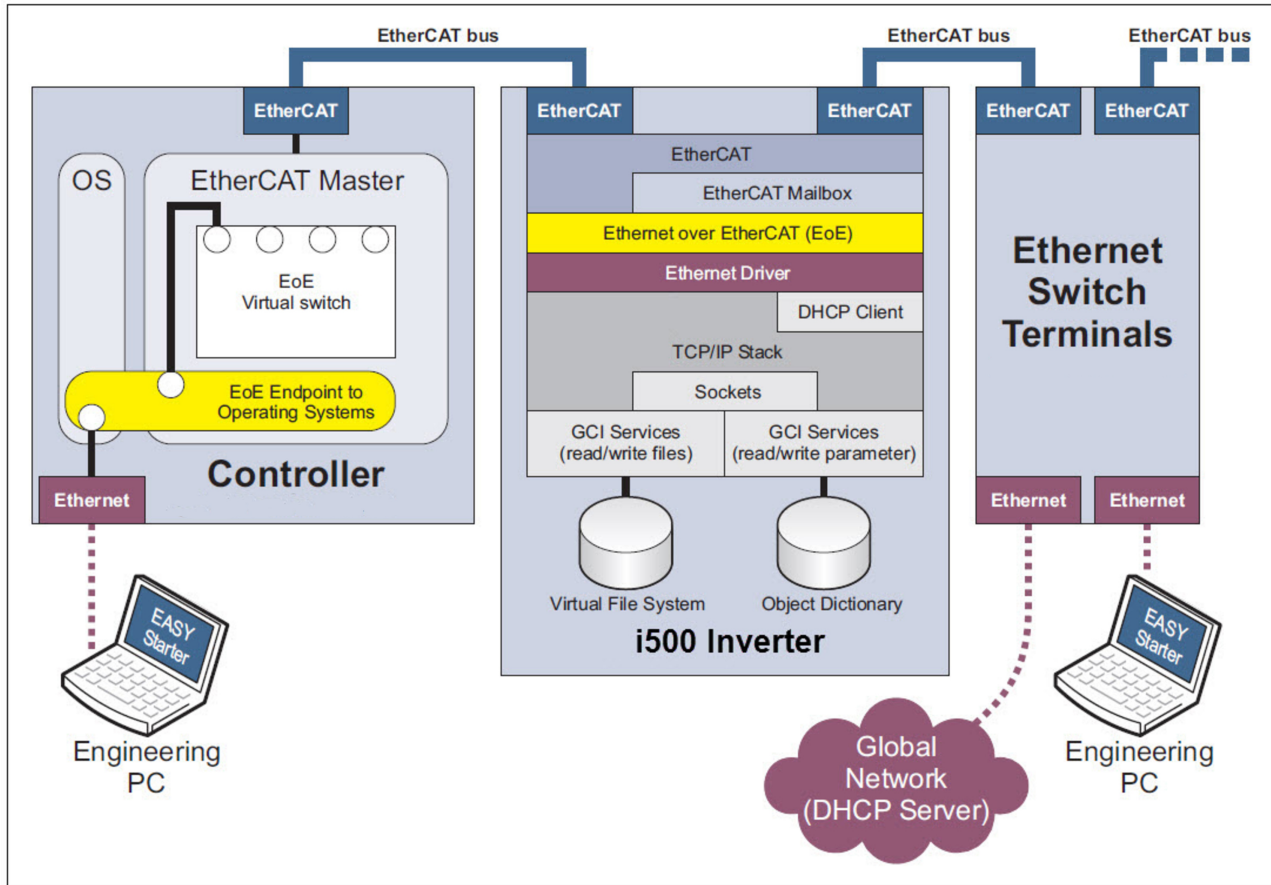 EtherCAT bus
EtherCAT bus
EtherCAT bus
EtherCAT
OS
EtherCAT Master
EoE
Virtual switch
EoE Endpoint to
Operating Systems
Controller
Ethernet
EASY
Starter
Engineering
PC
EtherCAT
EtherCAT
EtherCAT
EtherCAT Mailbox
Ethernet over EtherCAT (EoE)
Ethernet Driver
DHCP Client
TCP/IP Stack
Sockets
GCI Services
(read/write files)
GCI Services
(read/write parameter)
Virtual File System
Object Dictionary
i500 Inverter
EtherCAT
EtherCAT
Ethernet
Switch
Terminals
Ethernet
Ethernet
Global
Network
(DHCP Server)
EASY
Starter
Engineering
PC